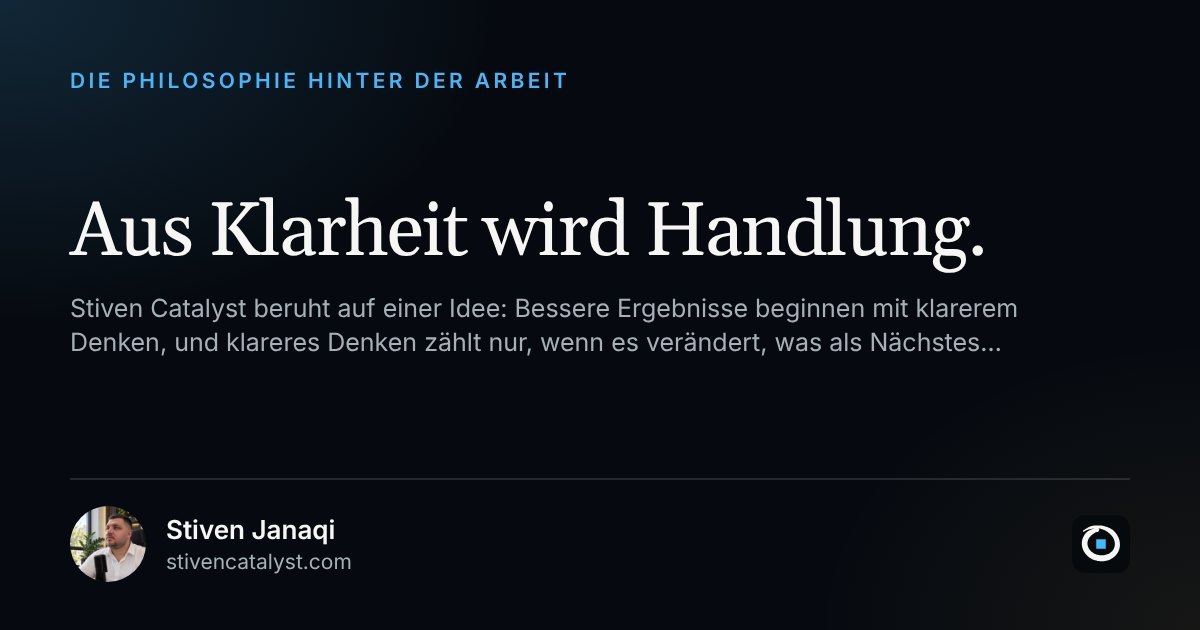 DIE PHILOSOPHIE HINTER DER ARBEIT
Aus Klarheit wird Handlung.
Stiven Catalyst beruht auf einer Idee: Bessere Ergebnisse beginnen mit klarerem
Denken, und klareres Denken zählt nur, wenn es verändert, was als Nächstes…
Stiven Janaqi
stivencatalyst.com